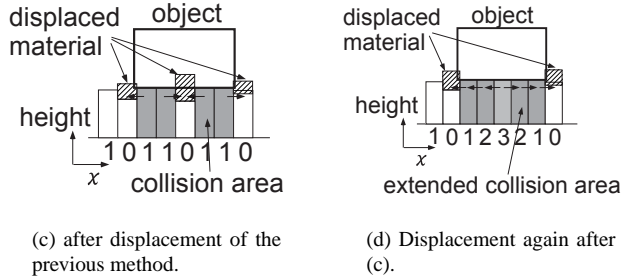 displaced
material
object
height
1 0 1 1 0 1 1 0
x
collision area
(c) after displacement of the
previous method.
displaced
material
object
height
1 0 1 2 3 2 1 0
x
extended collision area
(d) Displacement again after
(c).